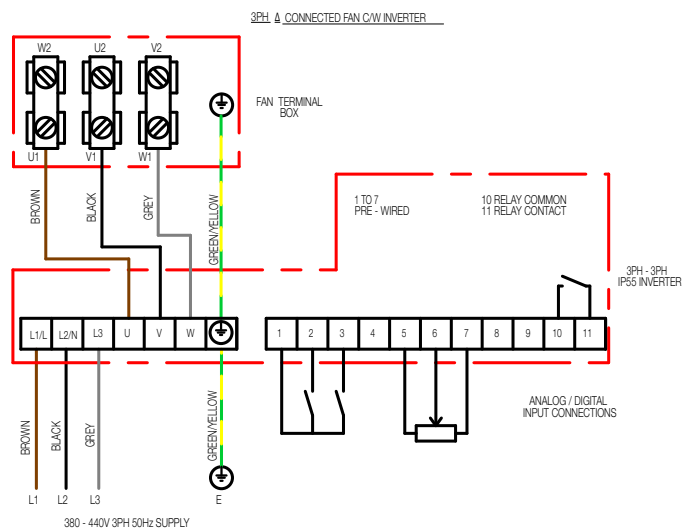 3PH Δ CONNECTED FAN C/W INVERTER
W2 U2 V2
FAN TERMINAL
BOX
U1 V1 W1
BROWN
BLACK
GREY
GREEN/YELLOW
1 TO 7
PRE - WIRED
10 RELAY COMMON
11 RELAY CONTACT
3PH - 3PH
IP55 INVERTER
L1/L L2/N L3 U V W
1 2 3 4 5 6 7 8 9 10 11
ANALOG / DIGITAL
INPUT CONNECTIONS
BROWN
BLACK
GREY
GREEN/YELLOW
L1 L2 L3 E
380 - 440V 3PH 50Hz SUPPLY